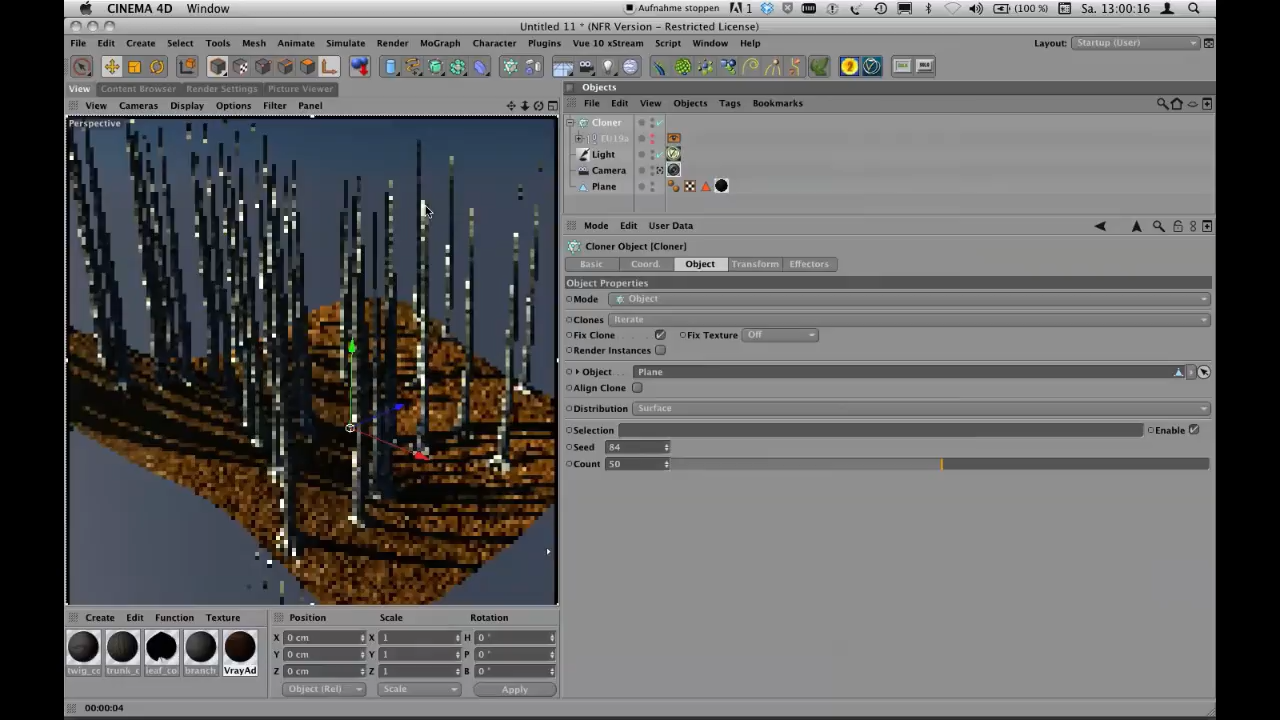 CINEMA 4D Window Aufnahme stoppen 1 (100 %) Sa. 13:00:16
Untitled 11 * (NFR Version - Restricted License)
File Edit Create Select Tools Mesh Animate Simulate Render MoGraph Character Plugins Vue 10 xStream Script Window Help Layout: Startup (User)
View Content Browser Render Settings Picture Viewer
View Cameras Display Options Filter Panel
Perspective
Objects
File Edit View Objects Tags Bookmarks
Cloner
EU19a
Light
Camera
Plane
Mode Edit User Data
Cloner Object [Cloner]
Basic Coord. Object Transform Effectors
Object Properties
Mode Object
Clones Iterate
Fix Clone Fix Texture Off
Render Instances
Object Plane
Align Clone
Distribution Surface
Selection Enable
Seed 84
Count 50
Create Edit Function Texture
twig_co trunk_c leaf_col branch VrayAd
Position Scale Rotation
X 0 cm X 1 H 0 °
Y 0 cm Y 1 P 0 °
Z 0 cm Z 1 B 0 °
Object (Rel) Scale Apply
00:00:04